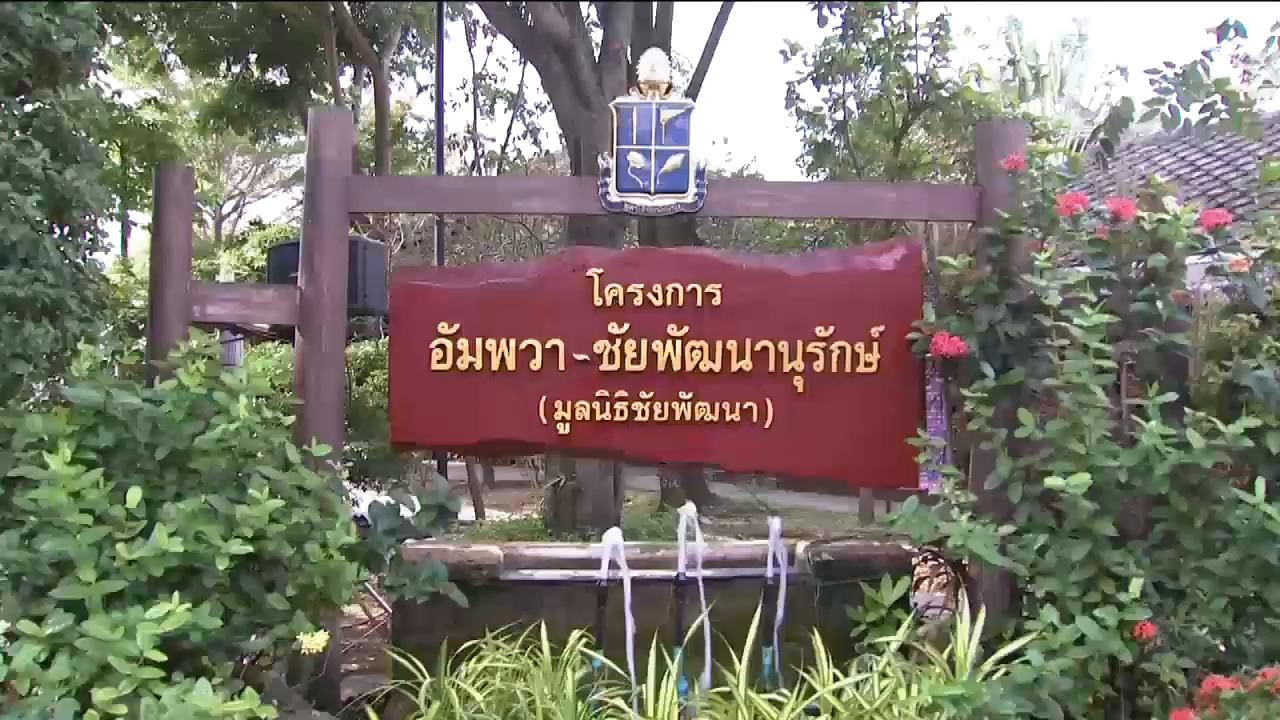 โครงการ
อัมพวา-ชัยพัฒนานุรักษ์
(มูลนิธิชัยพัฒนา)